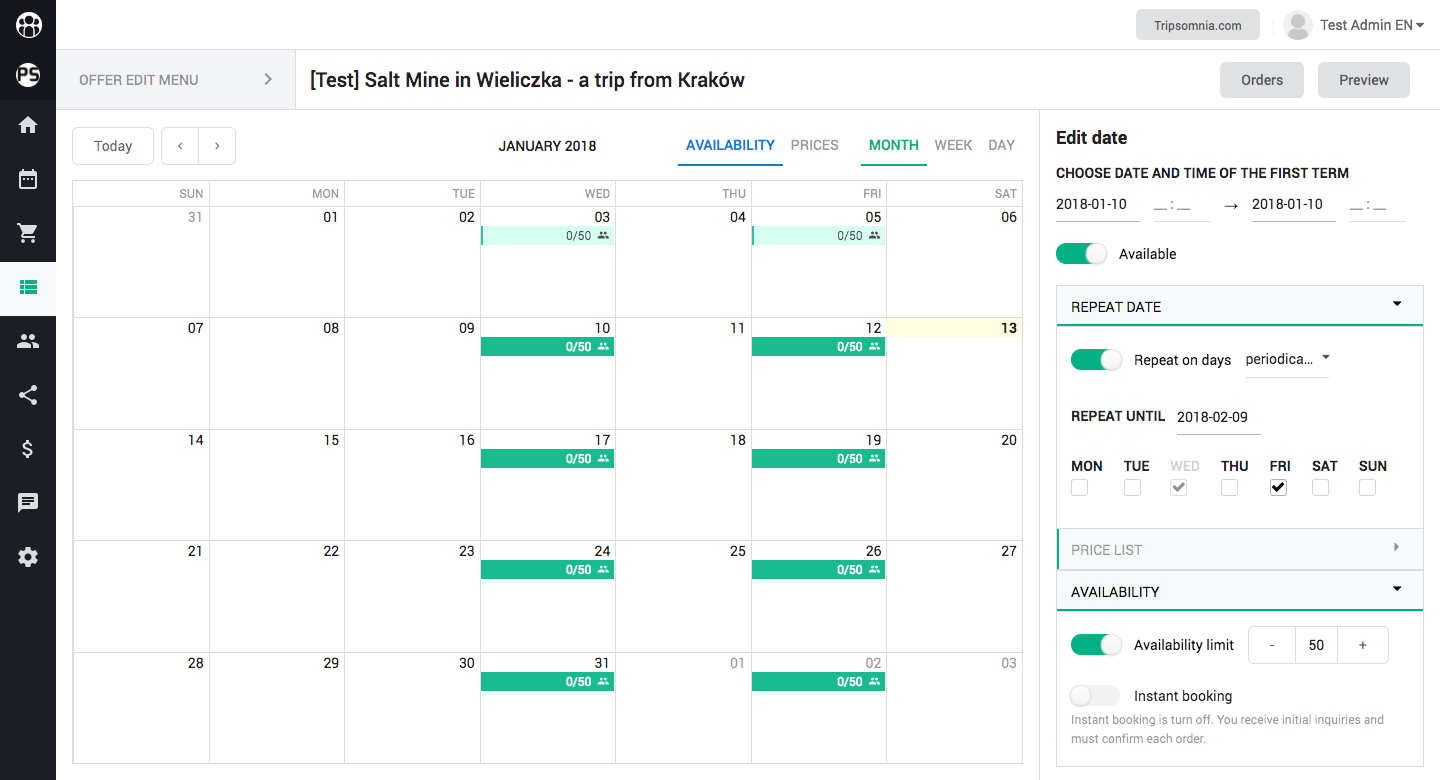 Tripsomnia.com Test Admin EN
PS
OFFER EDIT MENU
[Test] Salt Mine in Wieliczka - a trip from Kraków
Orders Preview
Today
JANUARY 2018
AVAILABILITY PRICES
MONTH WEEK DAY
SUN MON TUE WED THU FRI SAT
31 01 02 03 04 05 06
0/50 0/50
07 08 09 10 11 12 13
0/50 0/50
14 15 16 17 18 19 20
0/50 0/50
21 22 23 24 25 26 27
0/50 0/50
28 29 30 31 01 02 03
0/50 0/50
Edit date
CHOOSE DATE AND TIME OF THE FIRST TERM
2018-01-10 __ : __ → 2018-01-10 __ : __
Available
REPEAT DATE
Repeat on days periodica...
REPEAT UNTIL 2018-02-09
MON TUE WED THU FRI SAT SUN
PRICE LIST
AVAILABILITY
Availability limit - 50 +
Instant booking
Instant booking is turn off. You receive initial inquiries and
must confirm each order.